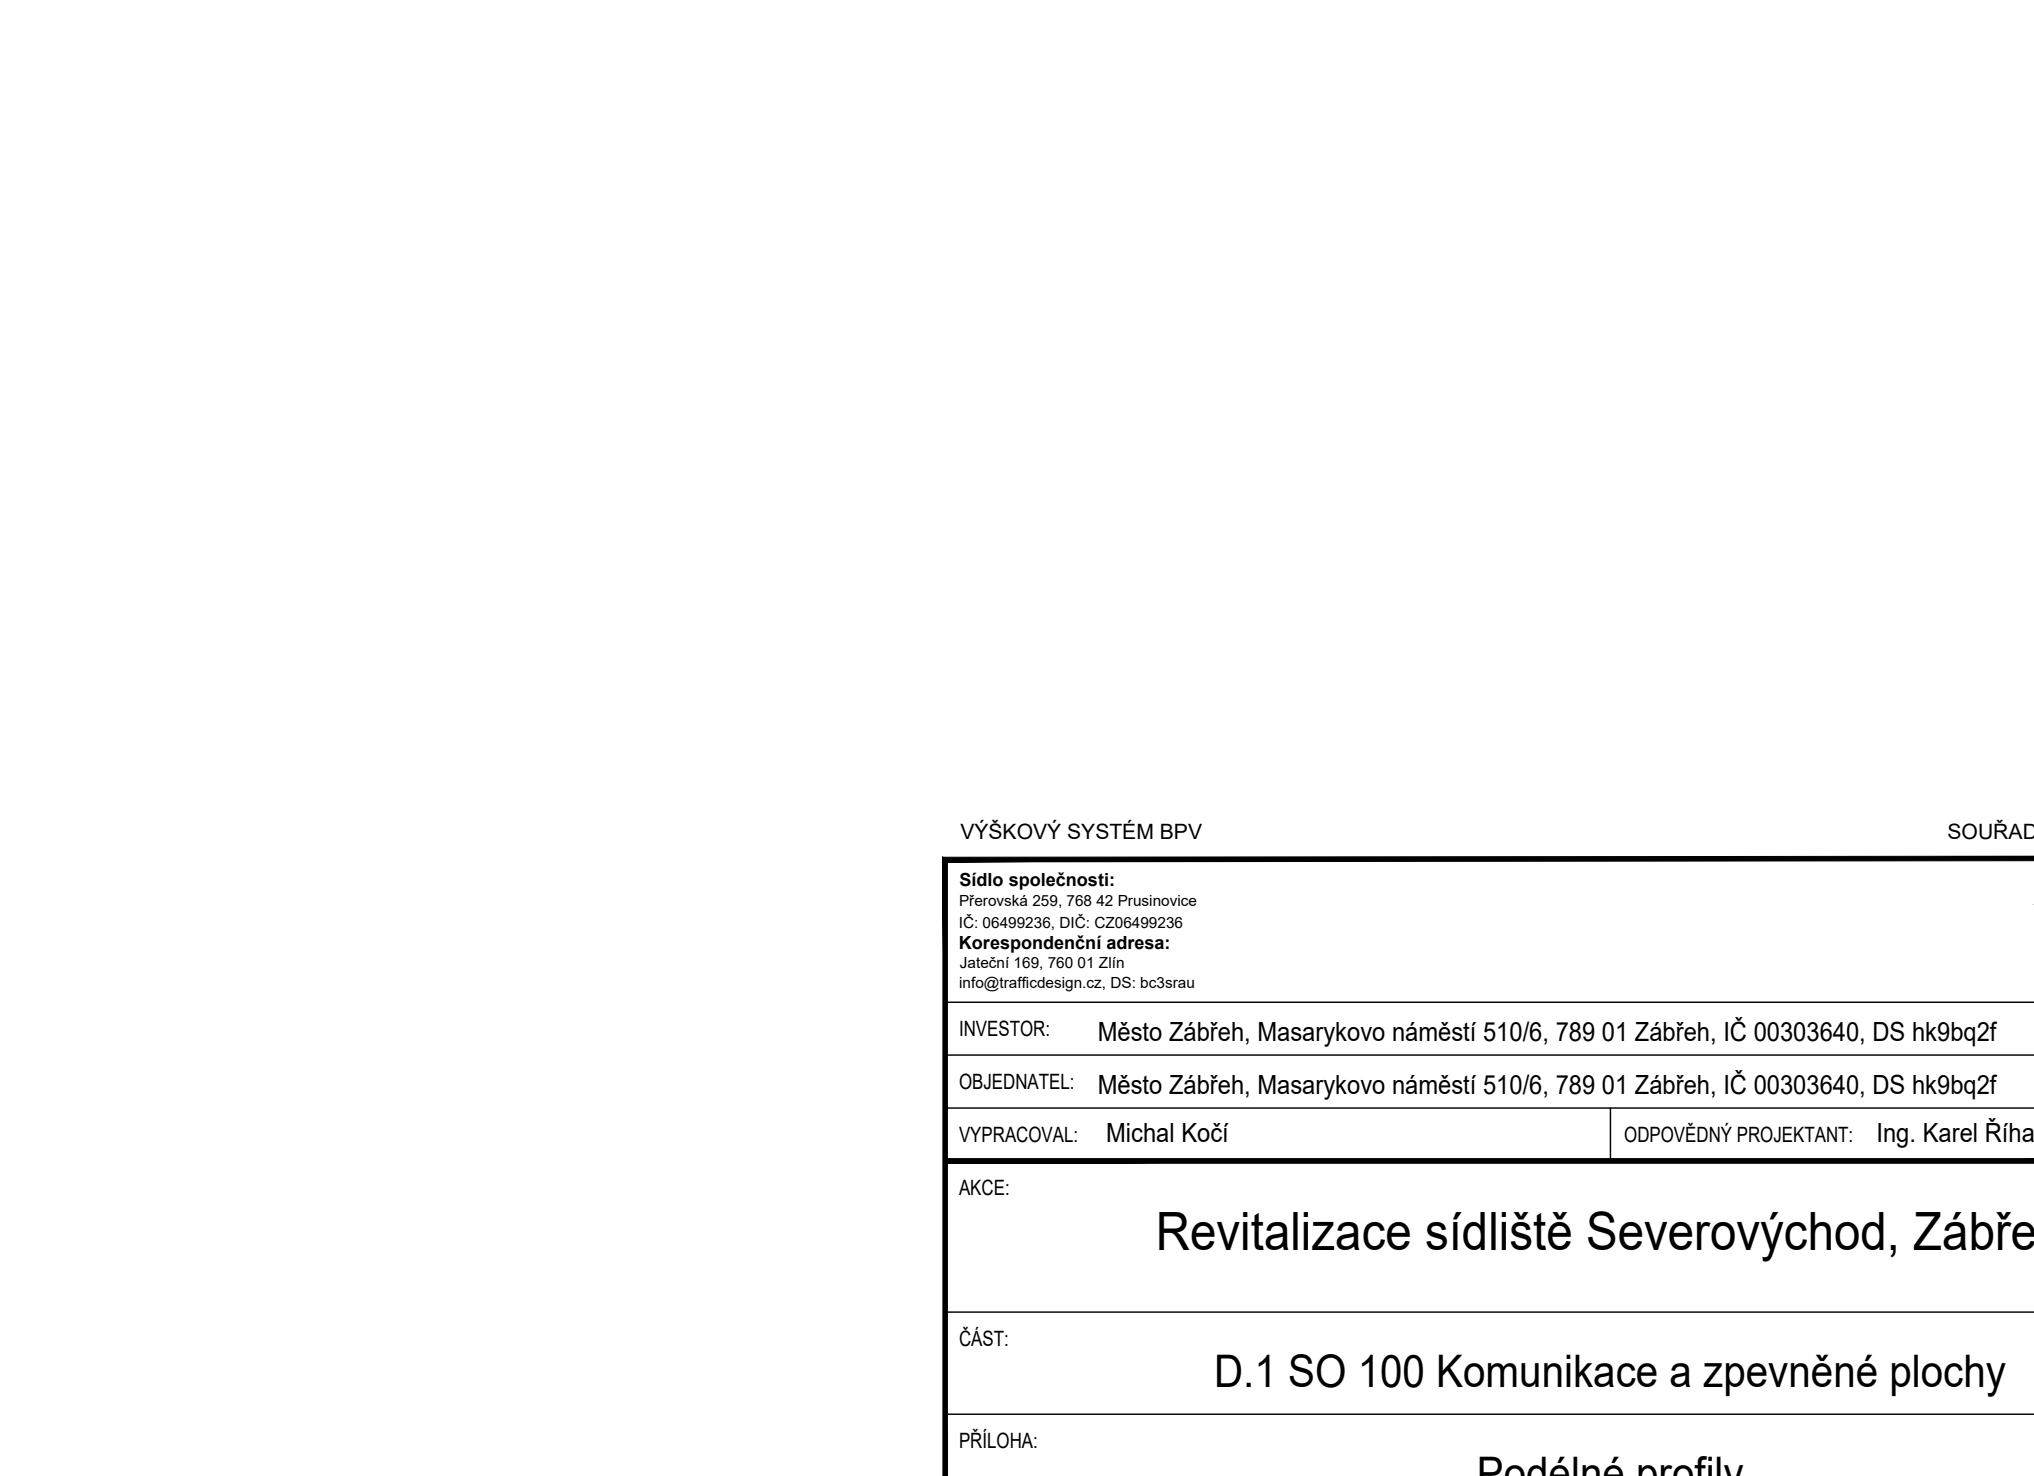 VÝŠKOVÝ SYSTÉM BPV SOUŘAD
Sídlo společnosti:
Přerovská 259, 768 42 Prusinovice
IČ: 06499236, DIČ: CZ06499236
Korespondenční adresa:
Jateční 169, 760 01 Zlín
info@trafficdesign.cz, DS: bc3srau
INVESTOR: Město Zábřeh, Masarykovo náměstí 510/6, 789 01 Zábřeh, IČ 00303640, DS hk9bq2f
OBJEDNATEL: Město Zábřeh, Masarykovo náměstí 510/6, 789 01 Zábřeh, IČ 00303640, DS hk9bq2f
VYPRACOVAL: Michal Kočí ODPOVĚDNÝ PROJEKTANT: Ing. Karel Říha
AKCE:
Revitalizace sídliště Severovýchod, Zábře
ČÁST:
D.1 SO 100 Komunikace a zpevněné plochy
PŘÍLOHA:
Podélné profily